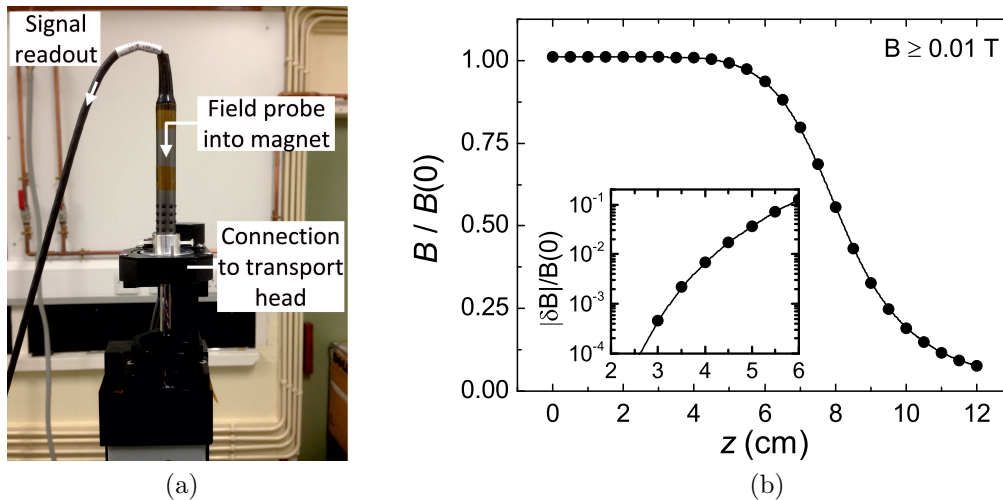 Signal
readout
Field probe
into magnet
Connection
to transport
head
(a)
B ≥ 0.01 T
B / B(0)
1.00
0.75
0.50
0.25
0.00
0 2 4 6 8 10 12
z (cm)
|δB|/B(0)
10⁻¹
10⁻²
10⁻³
10⁻⁴
2 3 4 5 6
(b)